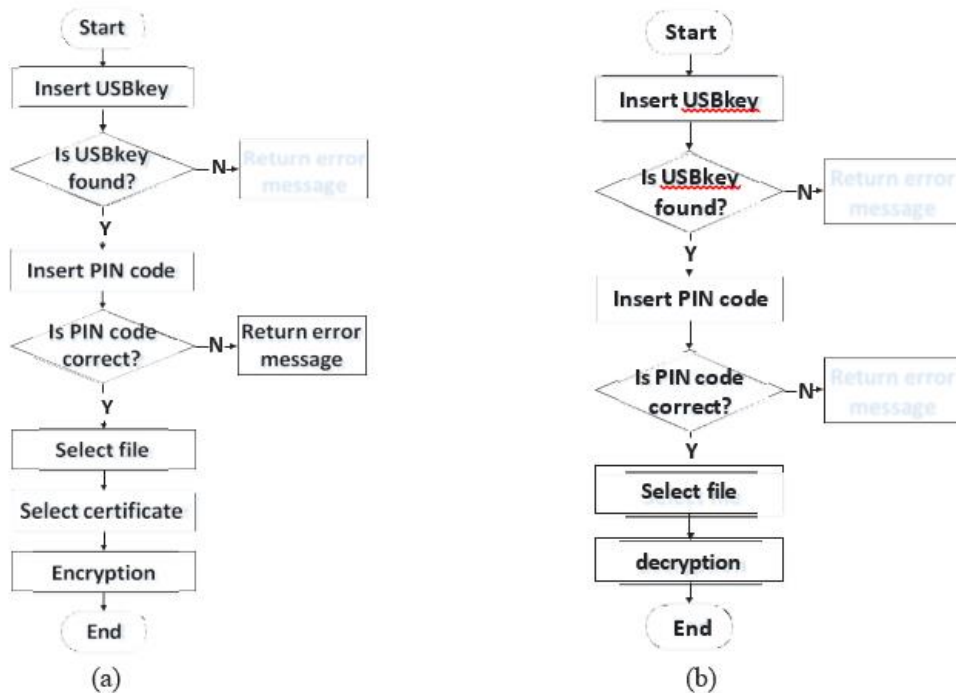 Start
Insert USBkey
Is USBkey
found?
N
Return error
message
Y
Insert PIN code
Is PIN code
correct?
N
Return error
message
Y
Select file
Select certificate
Encryption
End
(a)
Start
Insert USBkey
Is USBkey
found?
N
Return error
message
Y
Insert PIN code
Is PIN code
correct?
N
Return error
message
Y
Select file
decryption
End
(b)